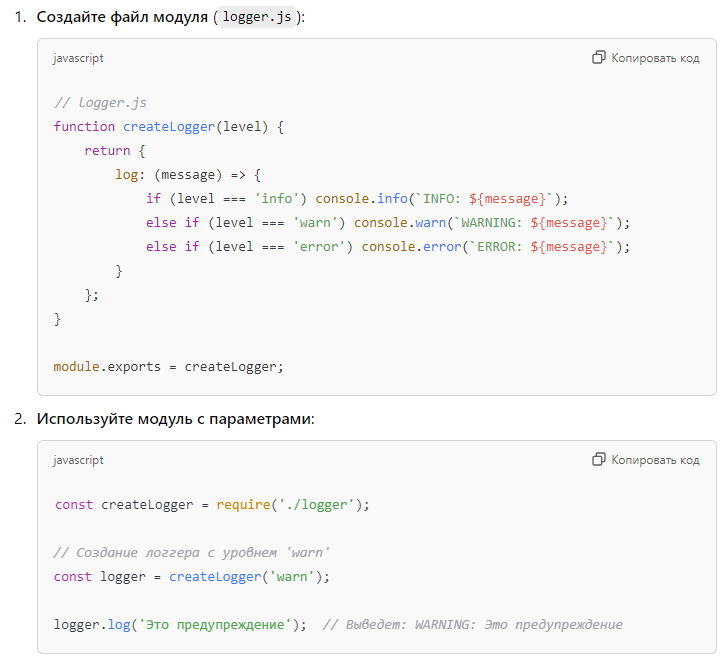 1. Создайте файл модуля (logger.js):
javascript
Копировать код
// logger.js
function createLogger(level) {
    return {
        log: (message) => {
            if (level === 'info') console.info(`INFO: ${message}`);
            else if (level === 'warn') console.warn(`WARNING: ${message}`);
            else if (level === 'error') console.error(`ERROR: ${message}`);
        }
    };
}
module.exports = createLogger;
2. Используйте модуль с параметрами:
javascript
Копировать код
const createLogger = require('./logger');
// Создание логгера с уровнем 'warn'
const logger = createLogger('warn');
logger.log('Это предупреждение');  // Выведет: WARNING: Это предупреждение